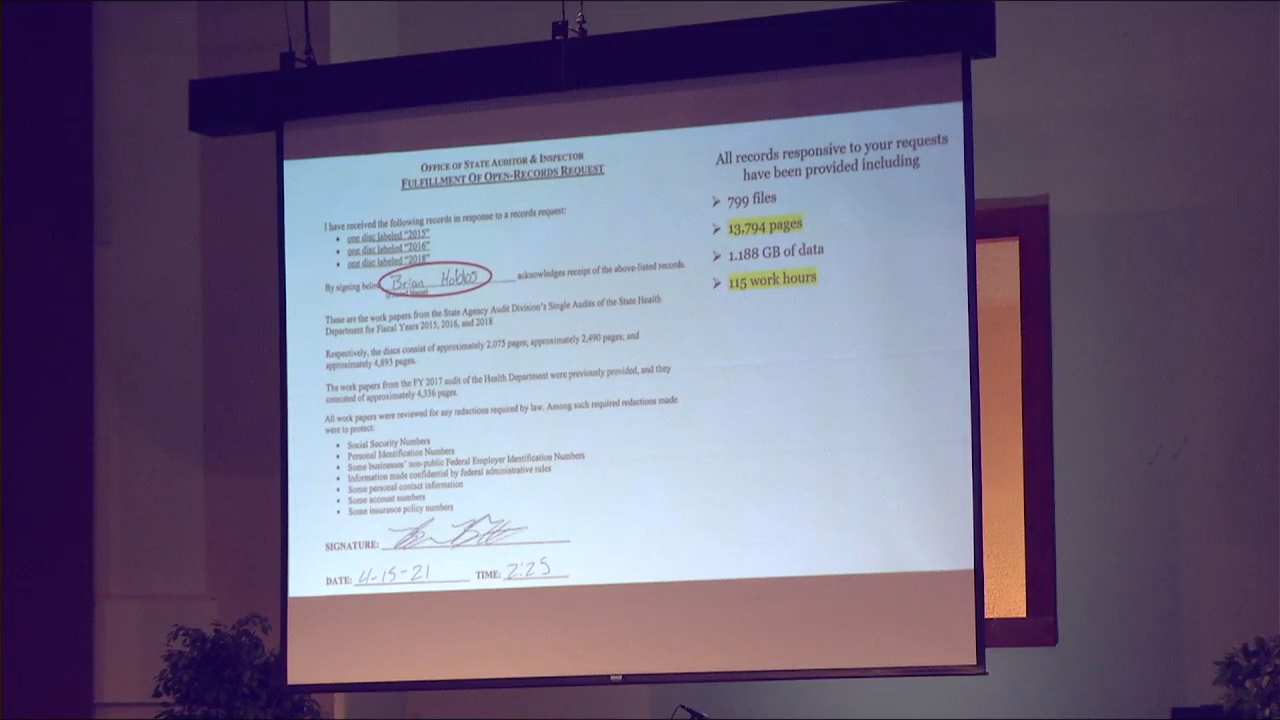 OFFICE OF STATE AUDITOR & INSPECTOR
FULFILLMENT OF OPEN-RECORDS REQUEST
I have received the following records in response to a records request:
• one disc labeled "2015"
• one disc labeled "2016"
• one disc labeled "2018"
By signing below Brian Hobbs acknowledges receipt of the above-listed records.
These are the work papers from the State Agency Audit Division's Single Audits of the State Health
Department for Fiscal Years 2015, 2016, and 2018
Respectively, the discs consist of approximately 2,075 pages; approximately 2,490 pages; and
approximately 4,893 pages.
The work papers from the FY 2017 audit of the Health Department were previously provided, and they
consisted of approximately 4,336 pages.
All work papers were reviewed for any redactions required by law. Among such required redactions made
were to protect:
• Social Security Numbers
• Personal Identification Numbers
• Some businesses' non-public Federal Employer Identification Numbers
• Information made confidential by federal administrative rules
• Some personal contact information
• Some account numbers
• Some insurance policy numbers
SIGNATURE:
DATE: 4-15-21 TIME: 2:25
All records responsive to your requests
have been provided including
➢ 799 files
➢ 13,794 pages
➢ 1.188 GB of data
➢ 115 work hours